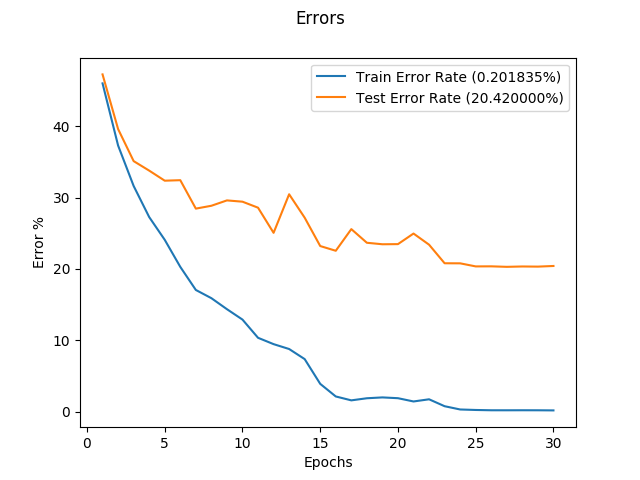 Errors
Train Error Rate (0.201835%)
Test Error Rate (20.420000%)
Error %
40
30
20
10
0
0 5 10 15 20 25 30
Epochs